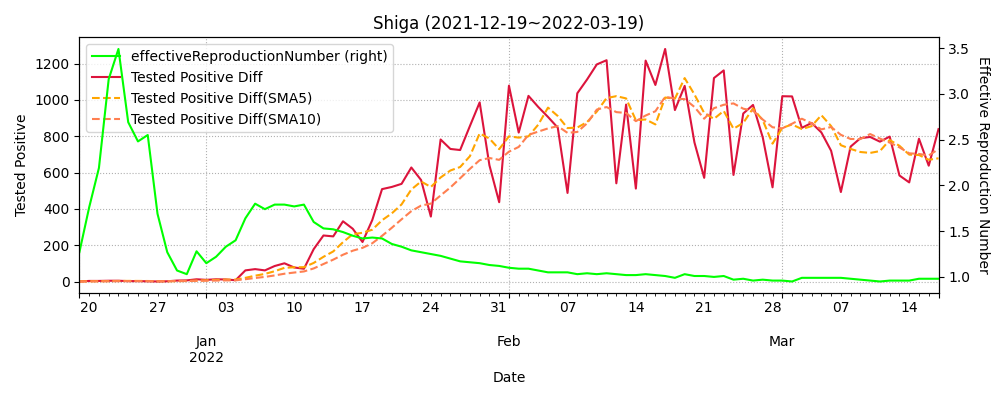 Shiga (2021-12-19~2022-03-19)
effectiveReproductionNumber (right)
Tested Positive Diff
Tested Positive Diff(SMA5)
Tested Positive Diff(SMA10)
Tested Positive
1200
1000
800
600
400
200
0
3.5
3.0
2.5
2.0
1.5
1.0
Effective Reproduction Number
20 27 03 10 17 24 31 07 14 21 28 07 14
Jan Feb Mar
2022
Date